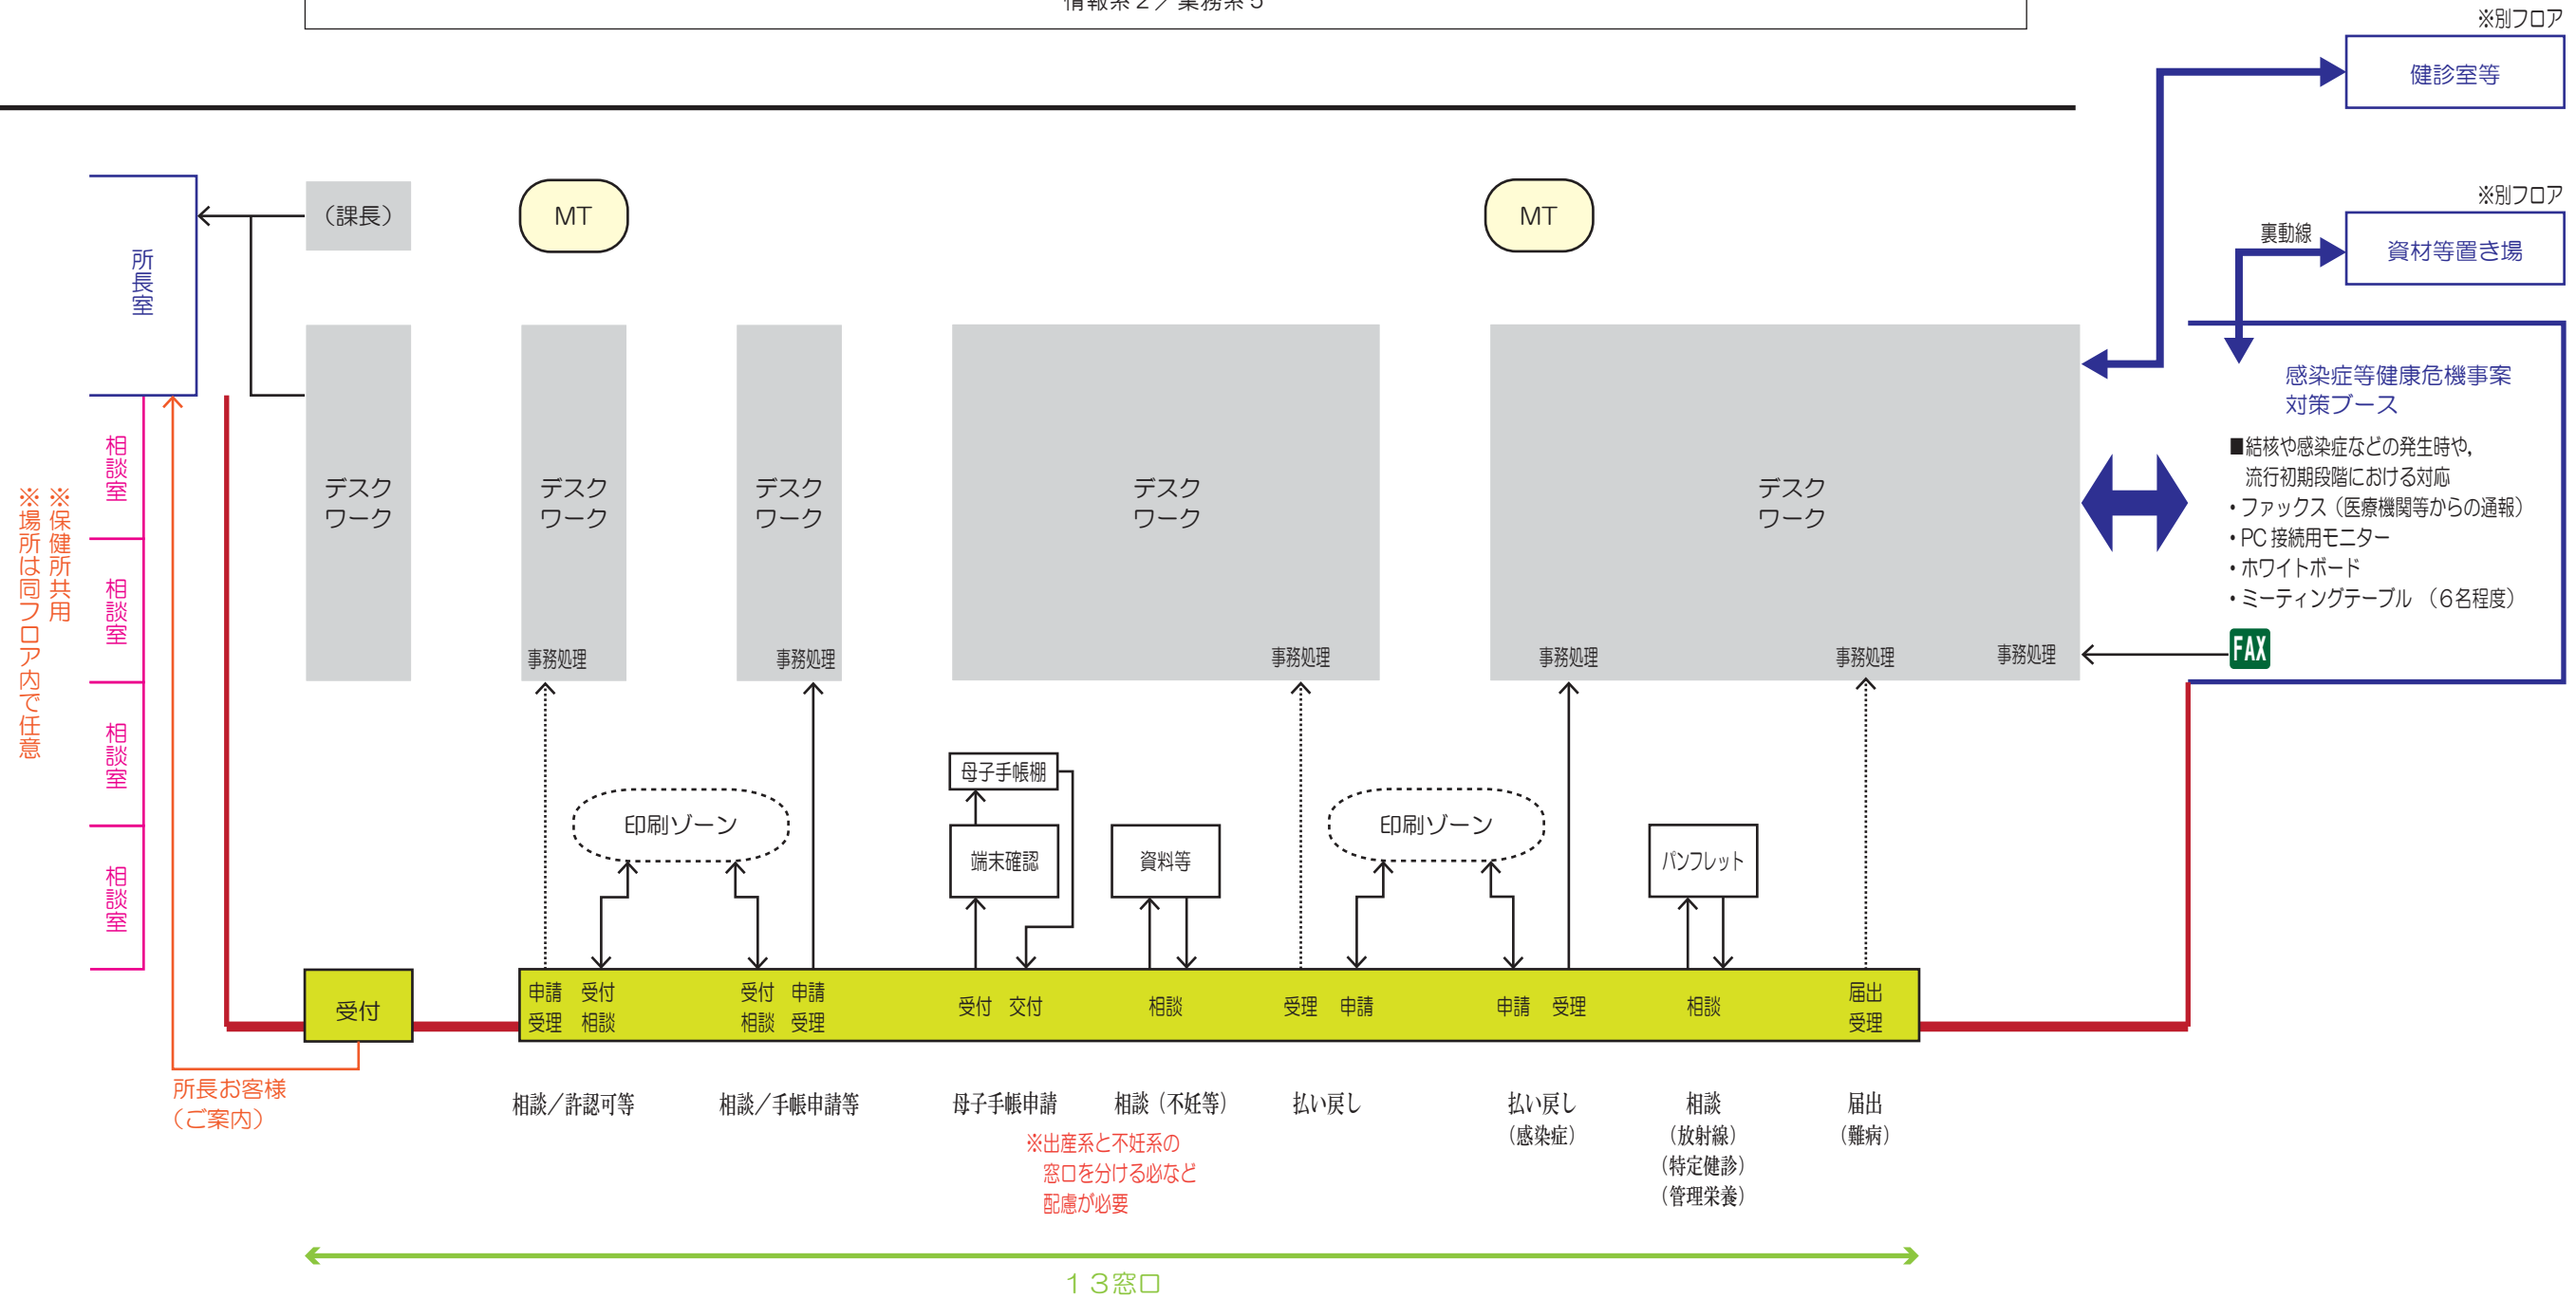 情報系２／業務系５
※別フロア
健診室等
※別フロア
裏動線
資材等置き場
所長室
（課長）
MT
MT
感染症等健康危機事案
対策ブース
■結核や感染症などの発生時や，
流行初期段階における対応
・ファックス（医療機関等からの通報）
・PC 接続用モニター
・ホワイトボード
・ミーティングテーブル （６名程度）
FAX
デスク
ワーク
デスク
ワーク
デスク
ワーク
デスク
ワーク
デスク
ワーク
事務処理
事務処理
事務処理
事務処理
事務処理
事務処理
相談室
相談室
相談室
相談室
※保健所共用
※場所は同フロア内で任意
母子手帳棚
印刷ゾーン
端末確認
資料等
印刷ゾーン
パンフレット
受付
申請
受理
受付
相談
受付
相談
申請
受理
受付
交付
相談
受理
申請
申請
受理
相談
届出
受理
所長お客様
（ご案内）
相談／許認可等
相談／手帳申請等
母子手帳申請
相談（不妊等）
※出産系と不妊系の
窓口を分ける必など
配慮が必要
払い戻し
払い戻し
（感染症）
相談
（放射線）
（特定健診）
（管理栄養）
届出
（難病）
１３窓口